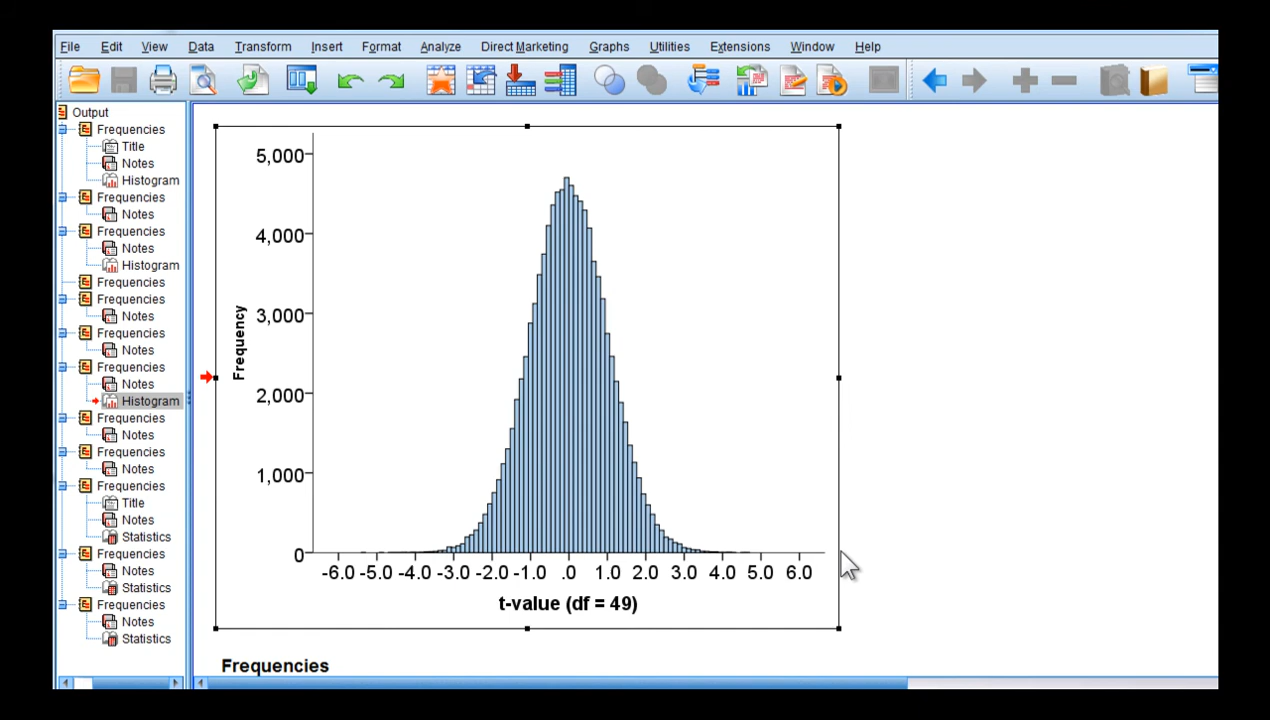 File Edit View Data Transform Insert Format Analyze Direct Marketing Graphs Utilities Extensions Window Help
Output
Frequencies
Title
Notes
Histogram
Frequencies
Notes
Frequencies
Notes
Histogram
Frequencies
Frequencies
Notes
Frequencies
Notes
Frequencies
Notes
Histogram
Frequencies
Notes
Frequencies
Notes
Frequencies
Title
Notes
Statistics
Frequencies
Notes
Statistics
Frequencies
Notes
Statistics
5,000
4,000
3,000
2,000
1,000
0
Frequency
-6.0 -5.0 -4.0 -3.0 -2.0 -1.0 .0 1.0 2.0 3.0 4.0 5.0 6.0
t-value (df = 49)
Frequencies